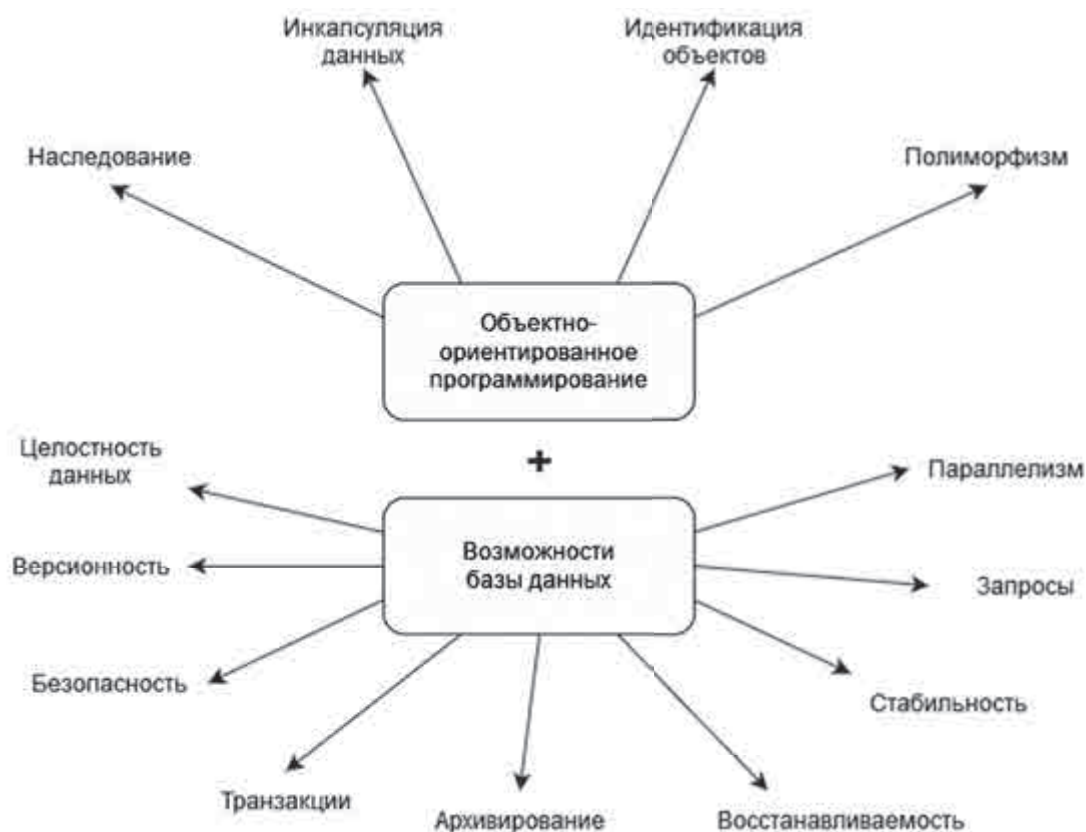 Инкапсуляция
данных
Идентификация
объектов
Наследование
Полиморфизм
Объектно-
ориентированное
программирование
+
Целостность
данных
Параллелизм
Возможности
базы данных
Версионность
Запросы
Безопасность
Стабильность
Транзакции
Архивирование
Восстанавливаемость